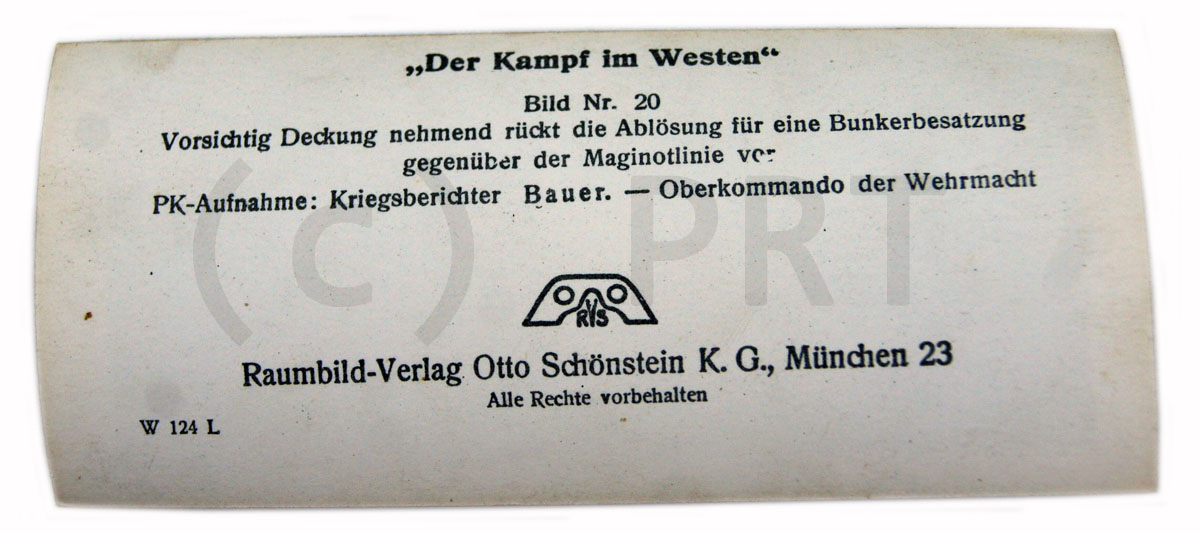 „Der Kampf im Westen“
Bild Nr. 20
Vorsichtig Deckung nehmend rückt die Ablösung für eine Bunkerbesatzung
gegenüber der Maginotlinie vor
PK-Aufnahme: Kriegsberichter Bauer. — Oberkommando der Wehrmacht
(c) PRT
RVS
Raumbild-Verlag Otto Schönstein K. G., München 23
Alle Rechte vorbehalten
W 124 L